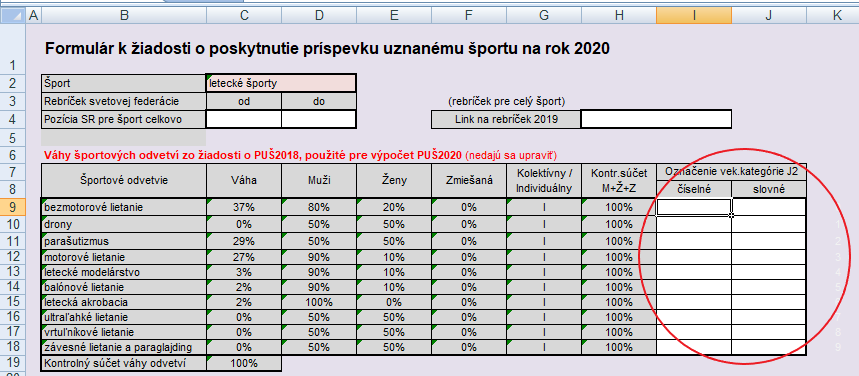 A B C D E F G H I J K
1 Formulár k žiadosti o poskytnutie príspevku uznanému športu na rok 2020
2 Šport letecké športy
3 Rebríček svetovej federácie od do (rebríček pre celý šport)
4 Pozícia SR pre šport celkovo Link na rebríček 2019
5
6 Váhy športových odvetví zo žiadosti o PUŠ2018, použité pre výpočet PUŠ2020 (nedajú sa upraviť)
7 Športové odvetvie Váha Muži Ženy Zmiešaná Kolektívny / Individuálny Kontr.súčet M+Ž+Z Označenie vek.kategórie J2
8 číselné slovné
9 bezmotorové lietanie 37% 80% 20% 0% I 100%
10 drony 0% 50% 50% 0% I 100% 1
11 parašutizmus 29% 50% 50% 0% I 100% 2
12 motorové lietanie 27% 90% 10% 0% I 100% 3
13 letecké modelárstvo 3% 90% 10% 0% I 100% 4
14 balónové lietanie 2% 90% 10% 0% I 100% 5
15 letecká akrobacia 2% 100% 0% 0% I 100%
16 ultraľahké lietanie 0% 50% 50% 0% I 100%
17 vrtuľníkové lietanie 0% 50% 50% 0% I 100% 8
18 závesné lietanie a paraglajding 0% 50% 50% 0% I 100% 9
19 Kontrolný súčet váhy odvetví 100%